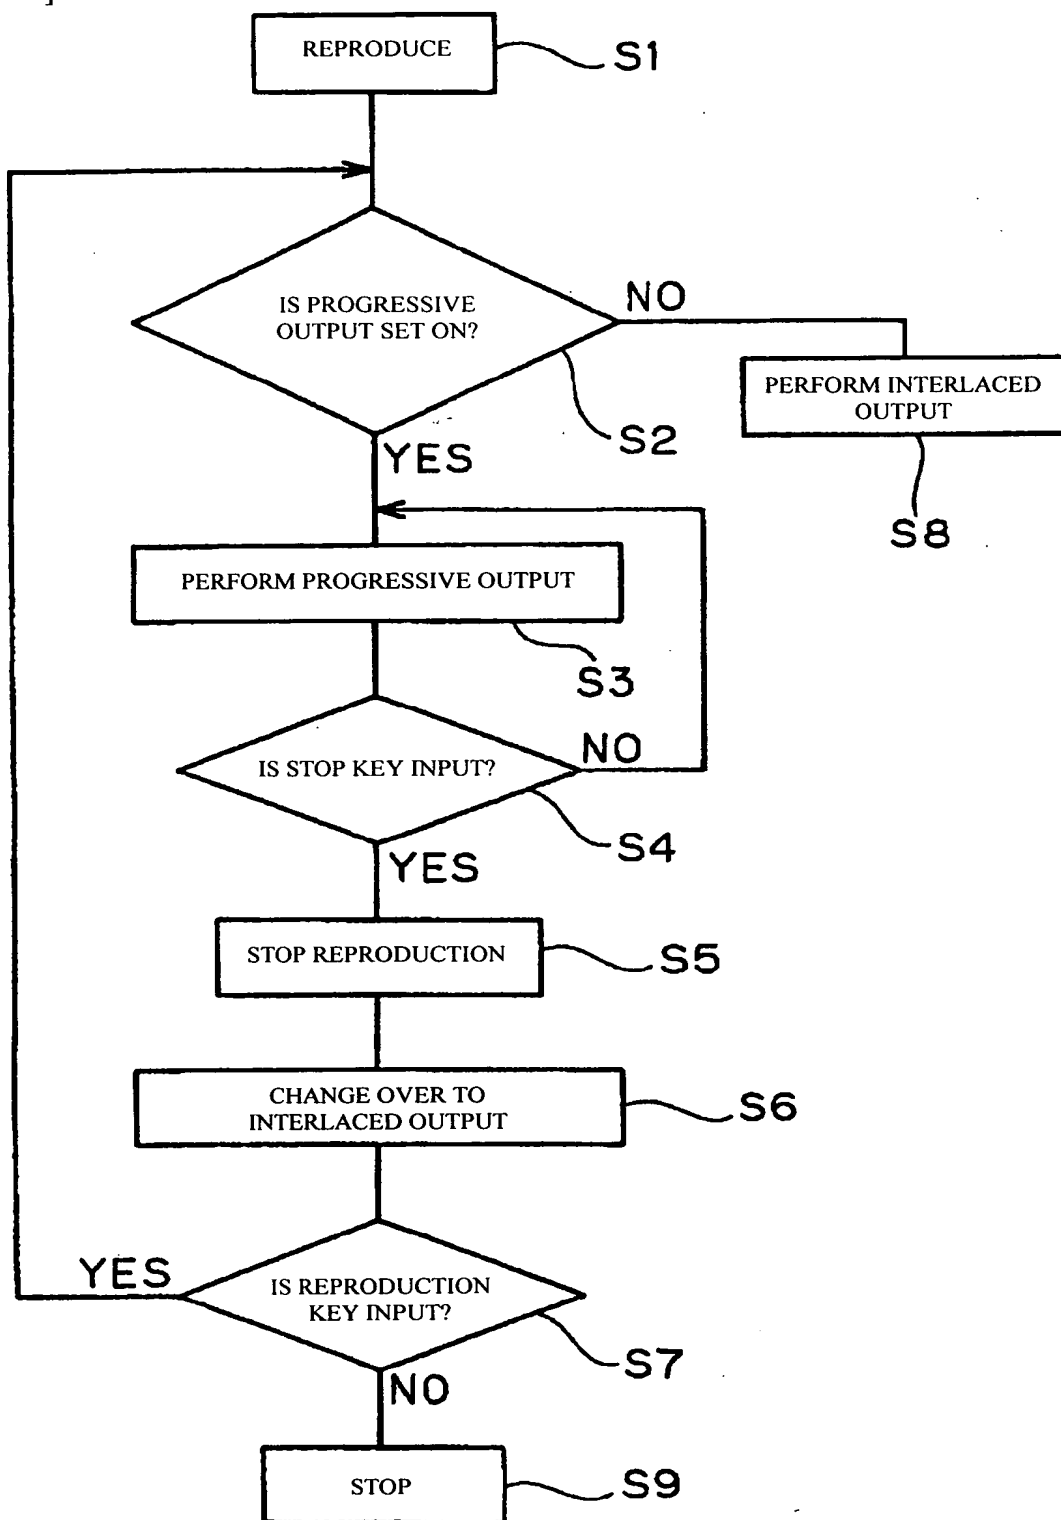 ]
REPRODUCE
S1
IS PROGRESSIVE
OUTPUT SET ON?
NO
S2
YES
PERFORM INTERLACED
OUTPUT
S8
PERFORM PROGRESSIVE OUTPUT
S3
IS STOP KEY INPUT?
NO
S4
YES
STOP REPRODUCTION
S5
CHANGE OVER TO
INTERLACED OUTPUT
S6
IS REPRODUCTION
KEY INPUT?
YES
S7
NO
STOP
S9